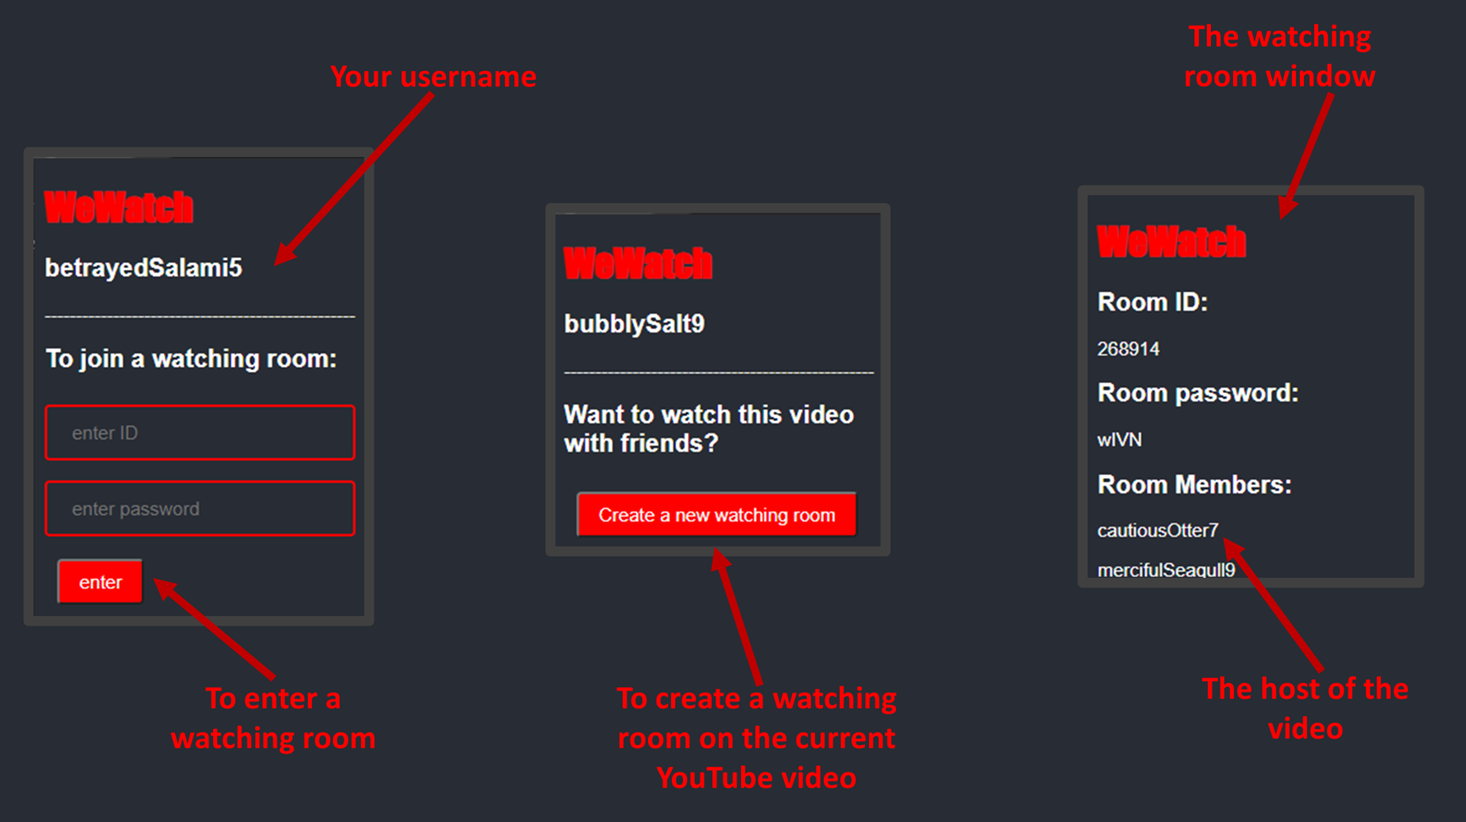 Your username
WeWatch
betrayedSalami5
To join a watching room:
enter ID
enter password
enter
To enter a
watching room
WeWatch
bubblySalt9
Want to watch this video
with friends?
Create a new watching room
To create a watching
room on the current
YouTube video
The watching
room window
WeWatch
Room ID:
268914
Room password:
wIVN
Room Members:
cautiousOtter7
mercifulSeagull9
The host of the
video